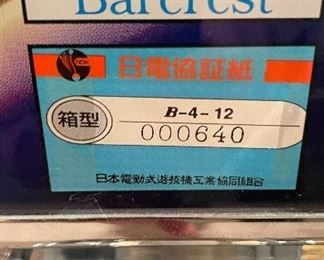 Barcrest
NDK
日電協証紙
箱型
B-4-12
000640
日本電動式遊技機工業協同組合